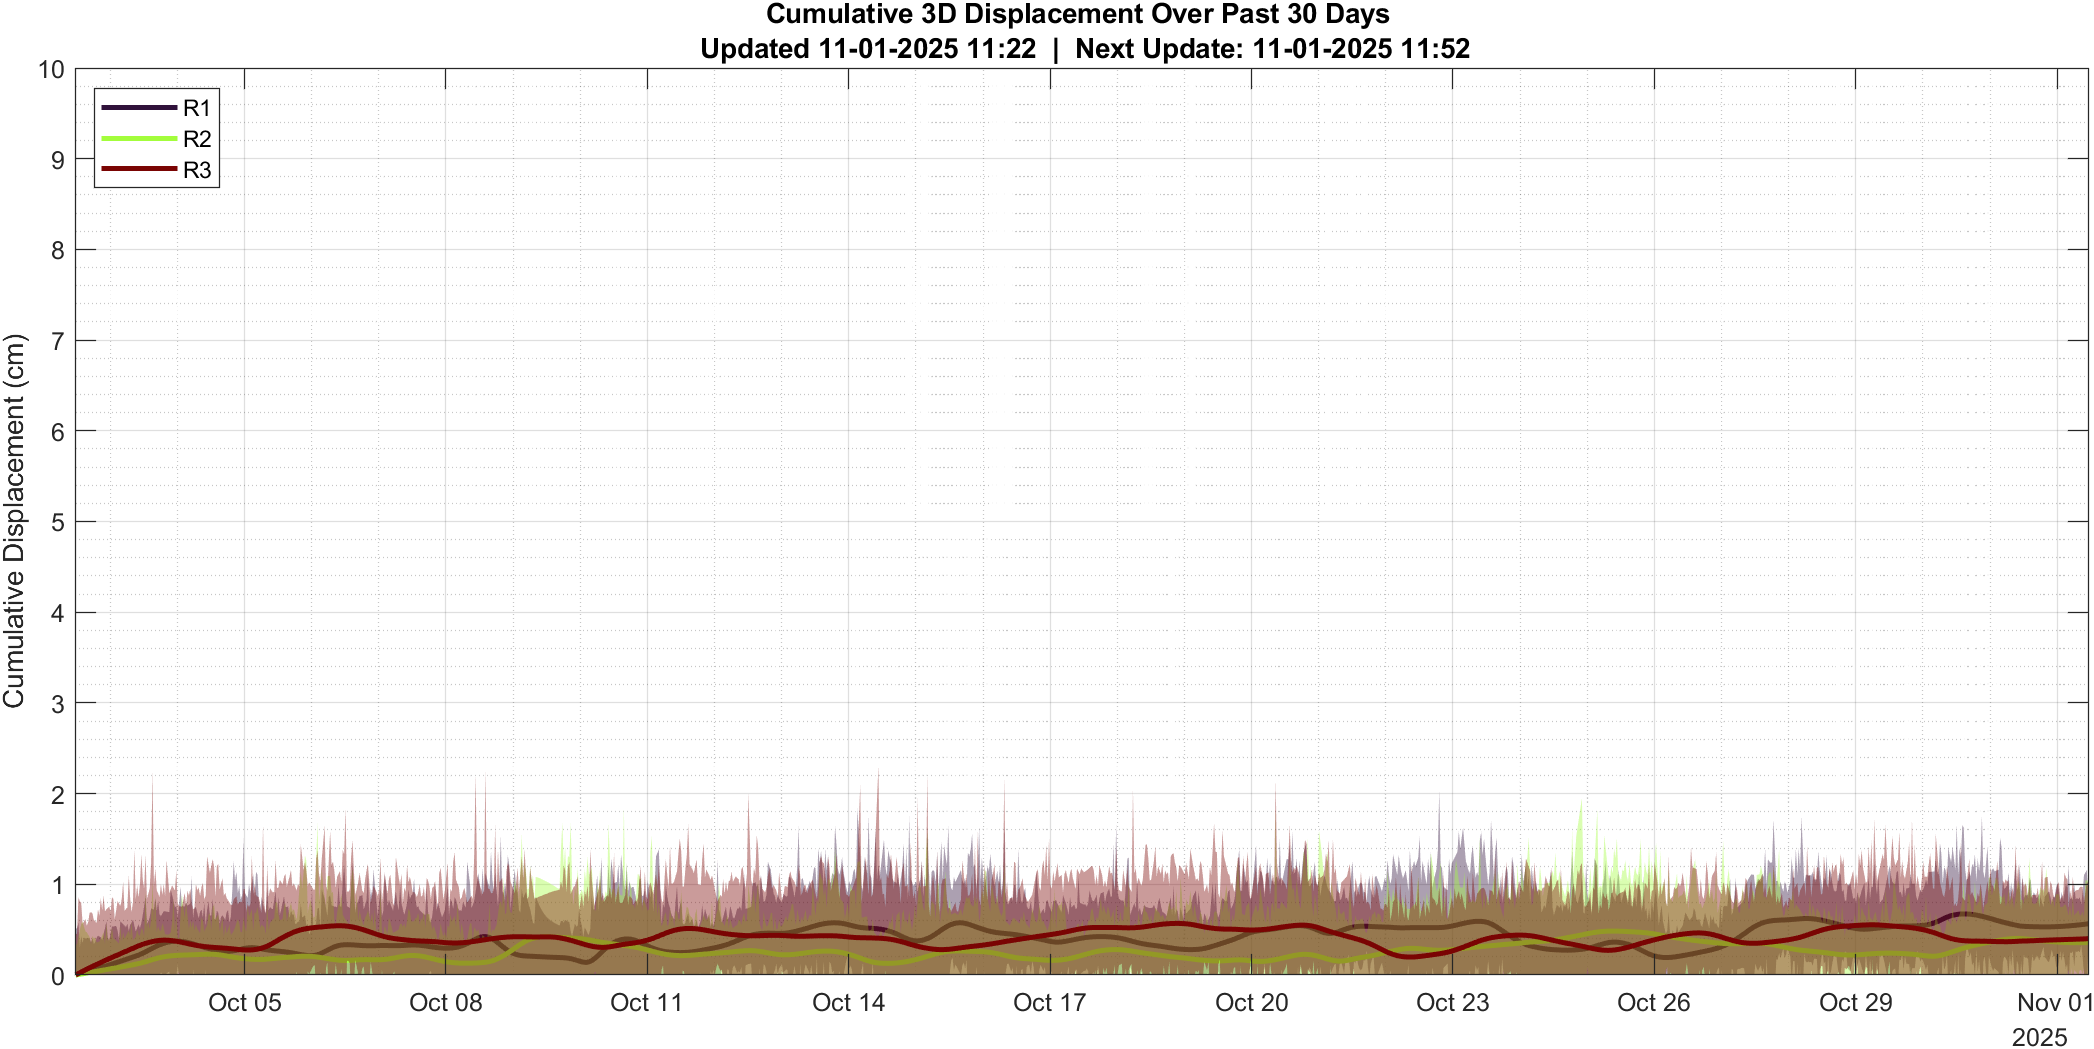 Cumulative 3D Displacement Over Past 30 Days
Updated 11-01-2025 11:22 | Next Update: 11-01-2025 11:52
10
9
8
7
6
5
4
3
2
1
0
Cumulative Displacement (cm)
R1
R2
R3
Oct 05
Oct 08
Oct 11
Oct 14
Oct 17
Oct 20
Oct 23
Oct 26
Oct 29
Nov 01
2025